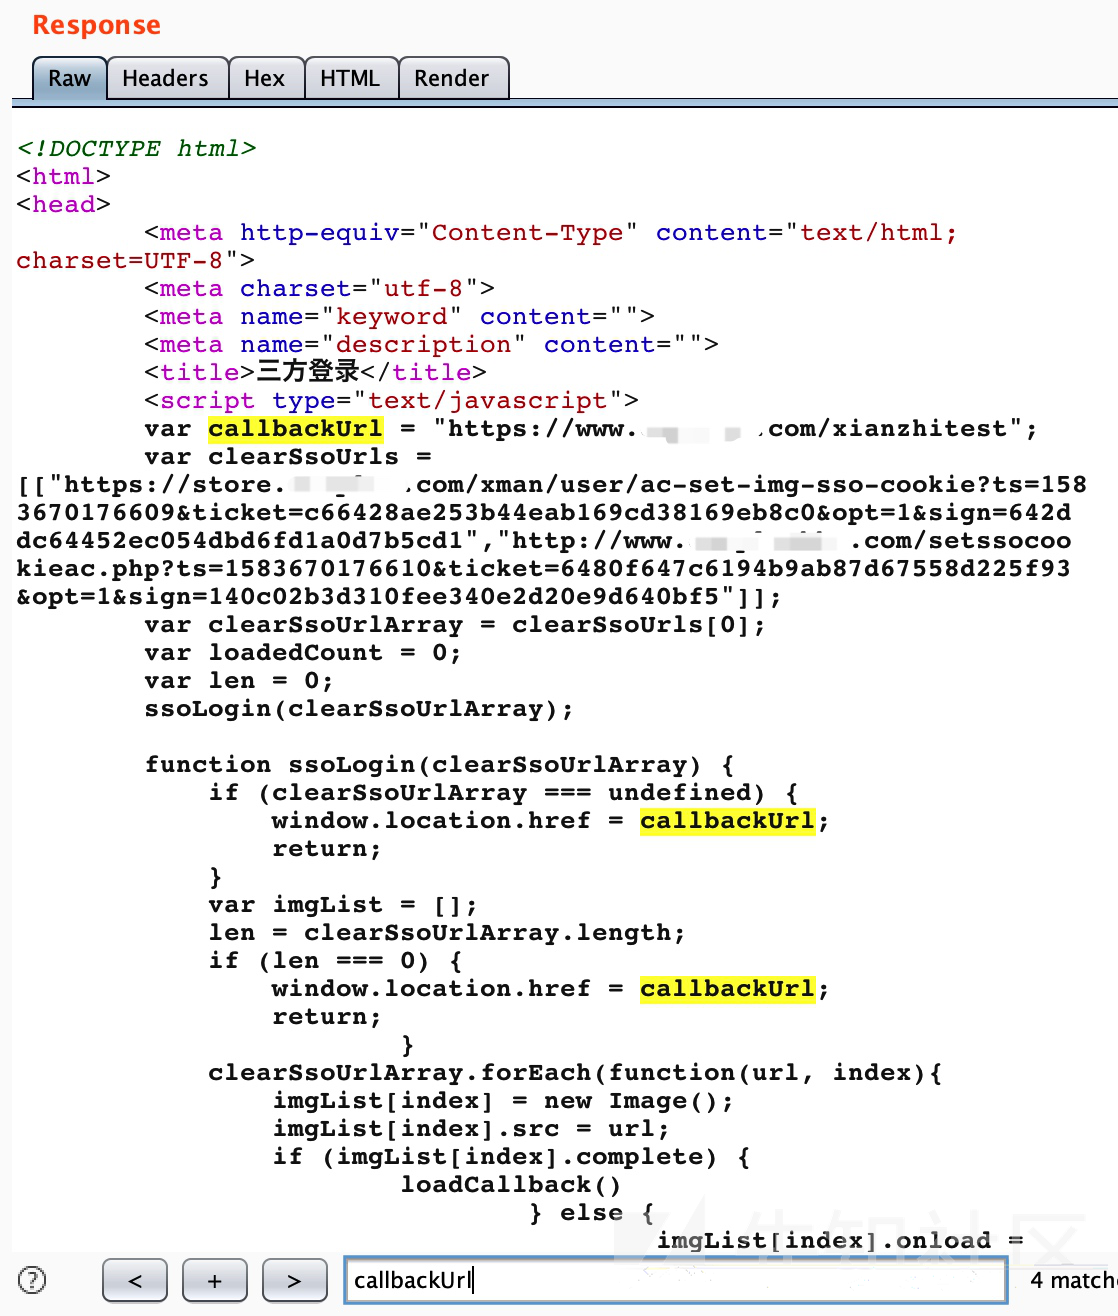 Response
Raw Headers Hex HTML Render
<!DOCTYPE html>
<html>
<head>
<meta http-equiv="Content-Type" content="text/html;
charset=UTF-8">
<meta charset="utf-8">
<meta name="keyword" content="">
<meta name="description" content="">
<title>三方登录</title>
<script type="text/javascript">
var callbackUrl = "https://www. .com/xianzhitest";
var clearSsoUrls =
[["https://store. .com/xman/user/ac-set-img-sso-cookie?ts=158
3670176609&ticket=c66428ae253b44eab169cd38169eb8c0&opt=1&sign=642d
dc64452ec054dbd6fd1a0d7b5cd1","http://www. .com/setssocoo
kieac.php?ts=1583670176610&ticket=6480f647c6194b9ab87d67558d225f93
&opt=1&sign=140c02b3d310fee340e2d20e9d640bf5"]];
var clearSsoUrlArray = clearSsoUrls[0];
var loadedCount = 0;
var len = 0;
ssoLogin(clearSsoUrlArray);
function ssoLogin(clearSsoUrlArray) {
if (clearSsoUrlArray === undefined) {
window.location.href = callbackUrl;
return;
}
var imgList = [];
len = clearSsoUrlArray.length;
if (len === 0) {
window.location.href = callbackUrl;
return;
}
clearSsoUrlArray.forEach(function(url, index){
imgList[index] = new Image();
imgList[index].src = url;
if (imgList[index].complete) {
loadCallback()
} else {
imgList[index].onload =
? < + > callbackUrl 4 matche